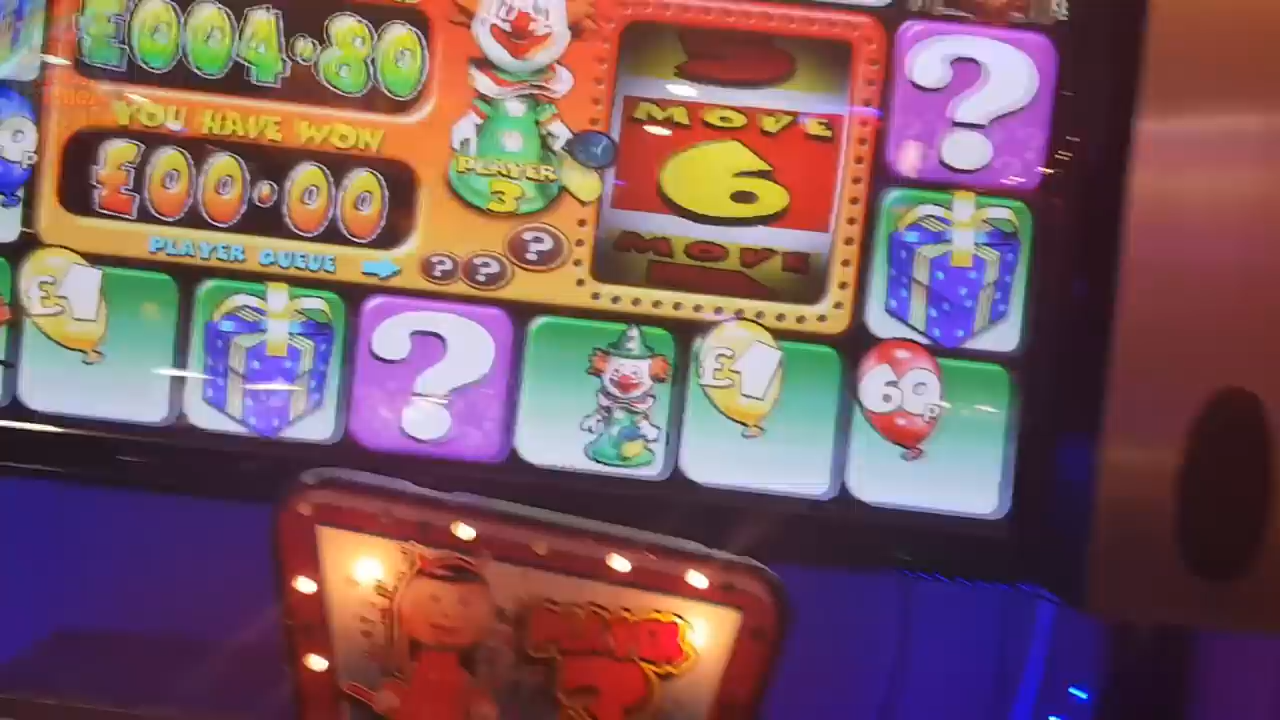 £004.80
YOU HAVE WON
£00.00
PLAYER QUEUE
? ? ?
PLAYER
3
MOVE
6
MOVE
?
£1
?
£1
60P